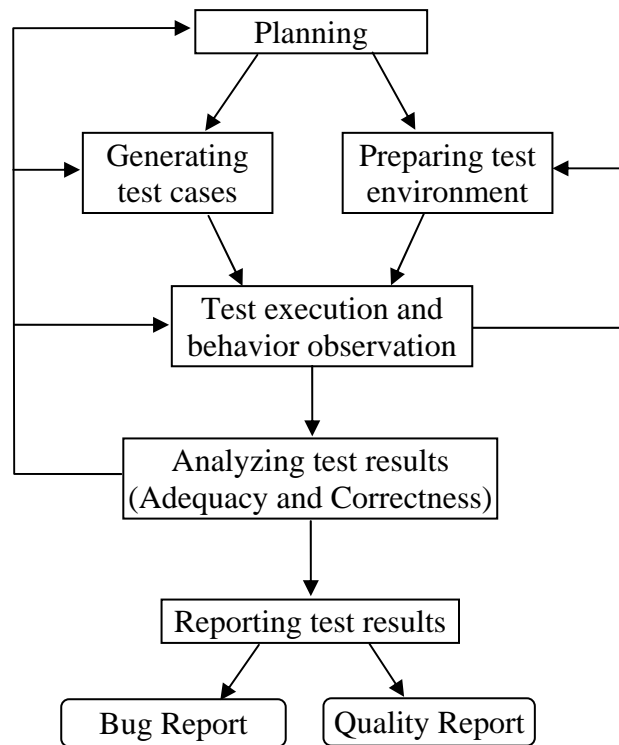 Planning
Generating
test cases
Preparing test
environment
Test execution and
behavior observation
Analyzing test results
(Adequacy and Correctness)
Reporting test results
Bug Report
Quality Report